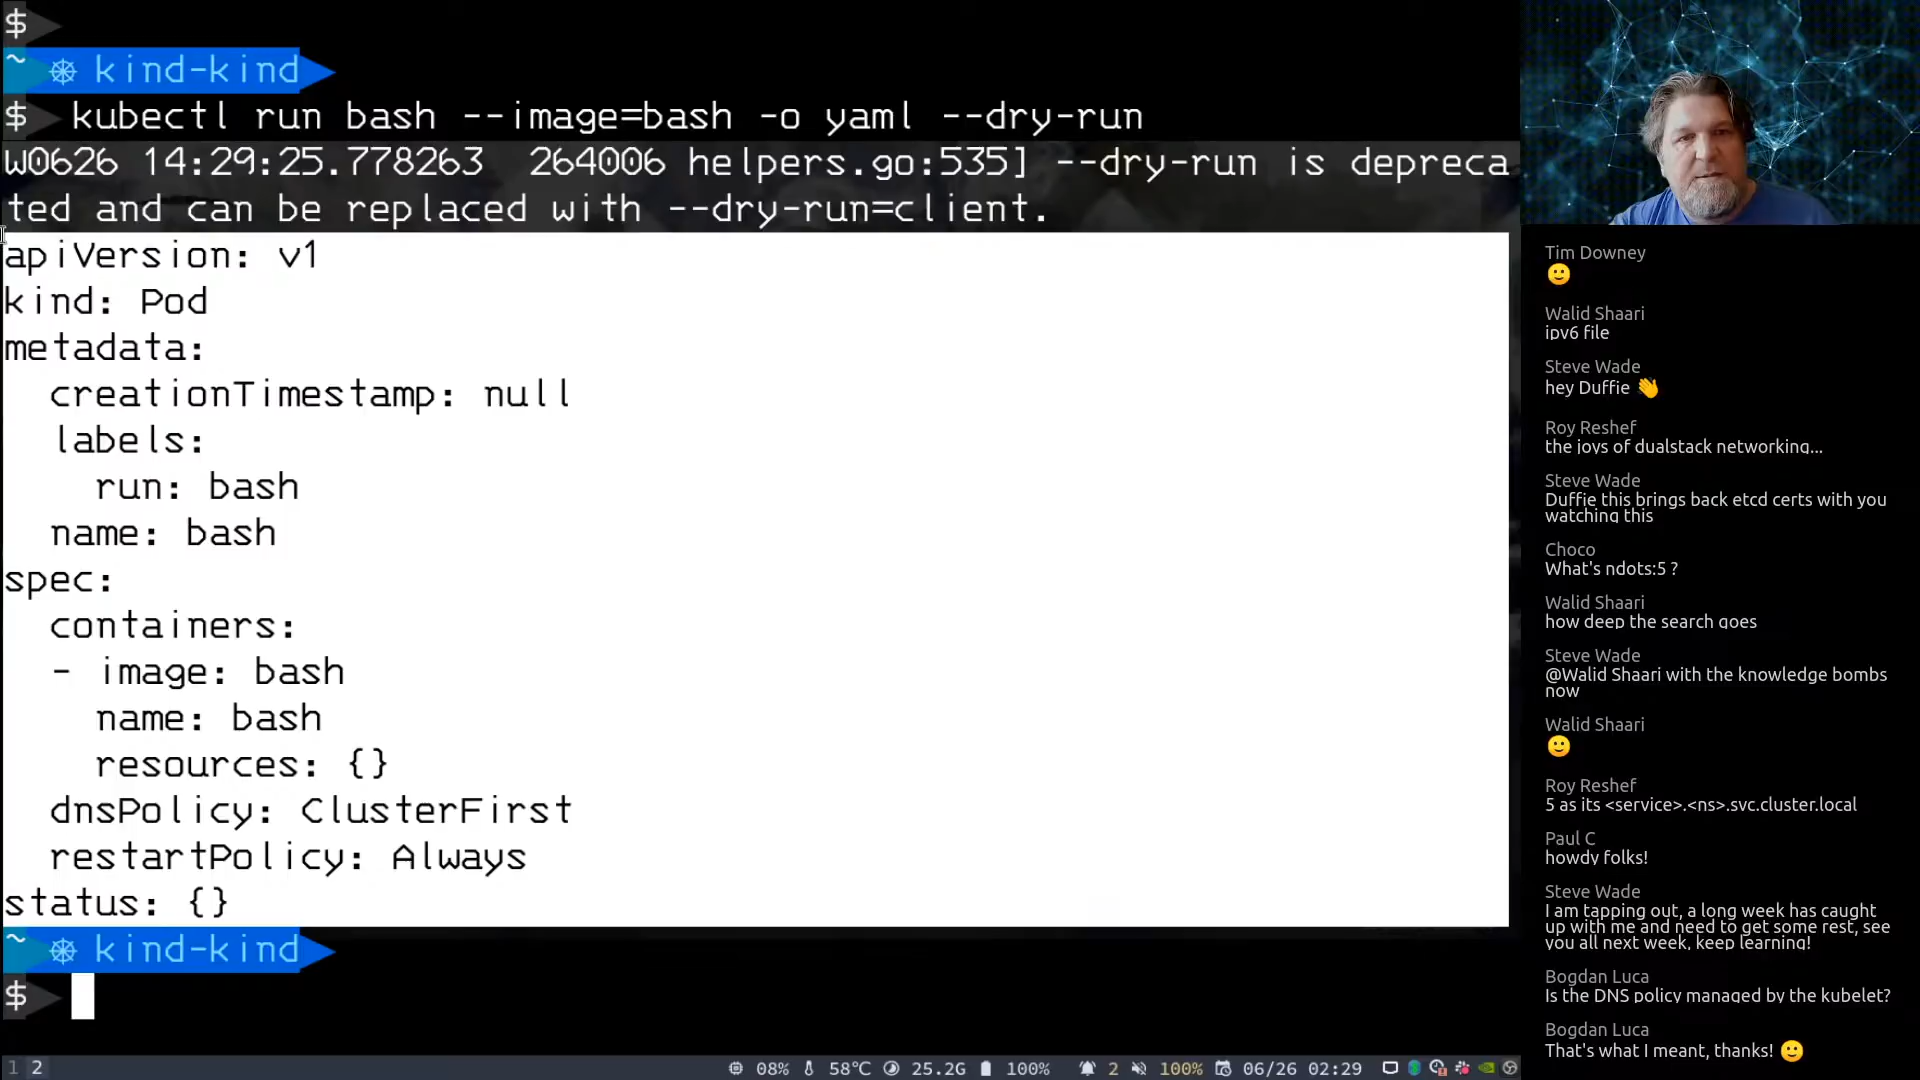 $
~ ⎈ kind-kind
$ kubectl run bash --image=bash -o yaml --dry-run
W0626 14:29:25.778263  264006 helpers.go:535] --dry-run is depreca
ted and can be replaced with --dry-run=client.
apiVersion: v1
kind: Pod
metadata:
  creationTimestamp: null
  labels:
    run: bash
  name: bash
spec:
  containers:
  - image: bash
    name: bash
    resources: {}
  dnsPolicy: ClusterFirst
  restartPolicy: Always
status: {}
~ ⎈ kind-kind
$
1 2
08% 58°C 25.2G 100% 2 100% 06/26 02:29
Tim Downey
🙂
Walid Shaari
ipv6 file
Steve Wade
hey Duffie 👋
Roy Reshef
the joys of dualstack networking...
Steve Wade
Duffie this brings back etcd certs with you
watching this
Choco
What's ndots:5 ?
Walid Shaari
how deep the search goes
Steve Wade
@Walid Shaari with the knowledge bombs
now
Walid Shaari
🙂
Roy Reshef
5 as its <service>.<ns>.svc.cluster.local
Paul C
howdy folks!
Steve Wade
I am tapping out, a long week has caught
up with me and need to get some rest, see
you all next week, keep learning!
Bogdan Luca
Is the DNS policy managed by the kubelet?
Bogdan Luca
That's what I meant, thanks! 🙂